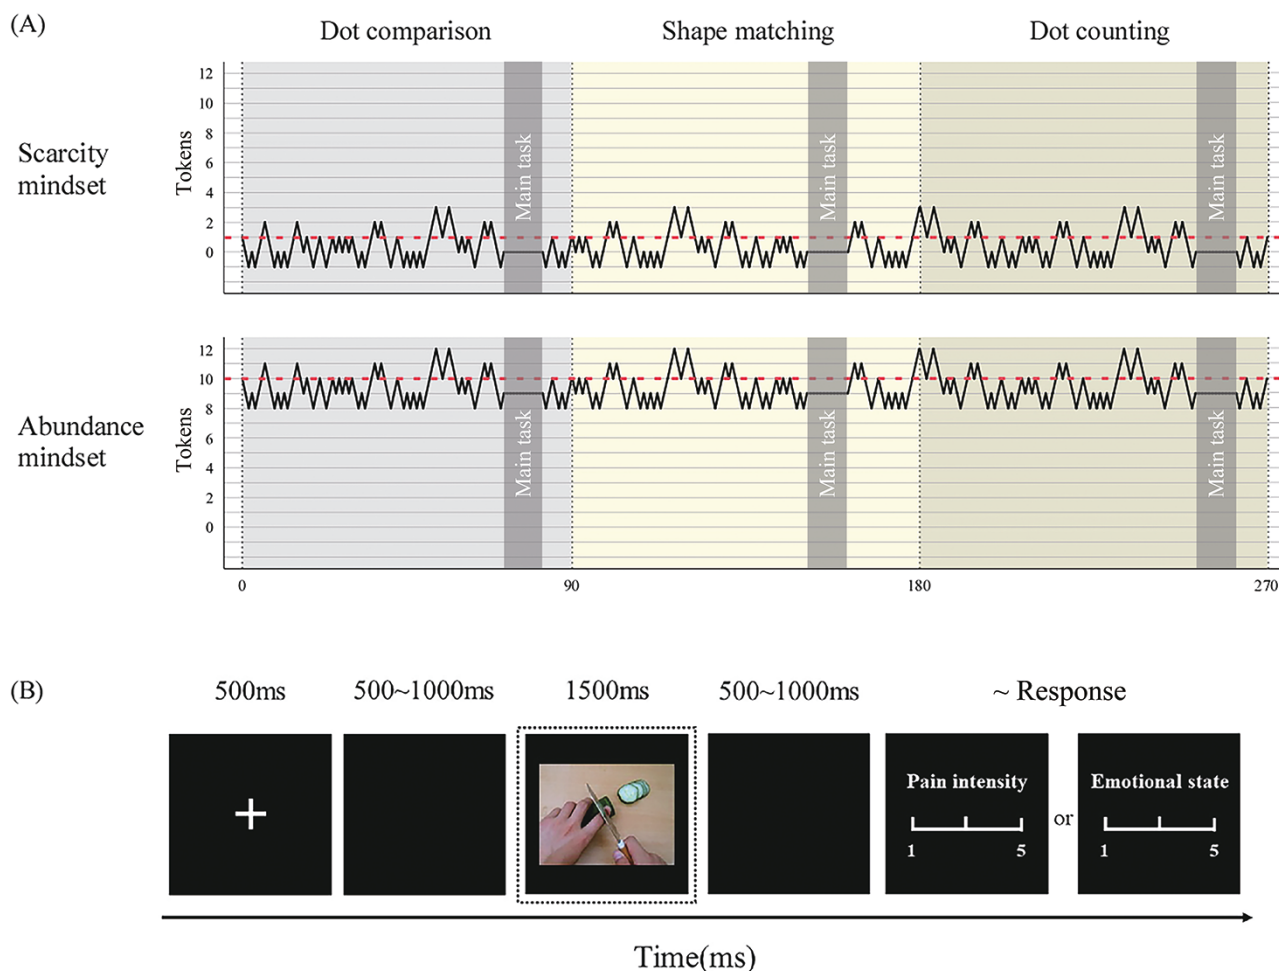 (A)
Dot comparison
Shape matching
Dot counting
Scarcity
mindset
Tokens
12
10
8
6
4
2
0
Main task
Main task
Main task
Abundance
mindset
Tokens
12
10
8
6
4
2
0
Main task
Main task
Main task
0
90
180
270
(B)
500ms
500~1000ms
1500ms
500~1000ms
~ Response
Pain intensity
1
5
or
Emotional state
1
5
Time(ms)